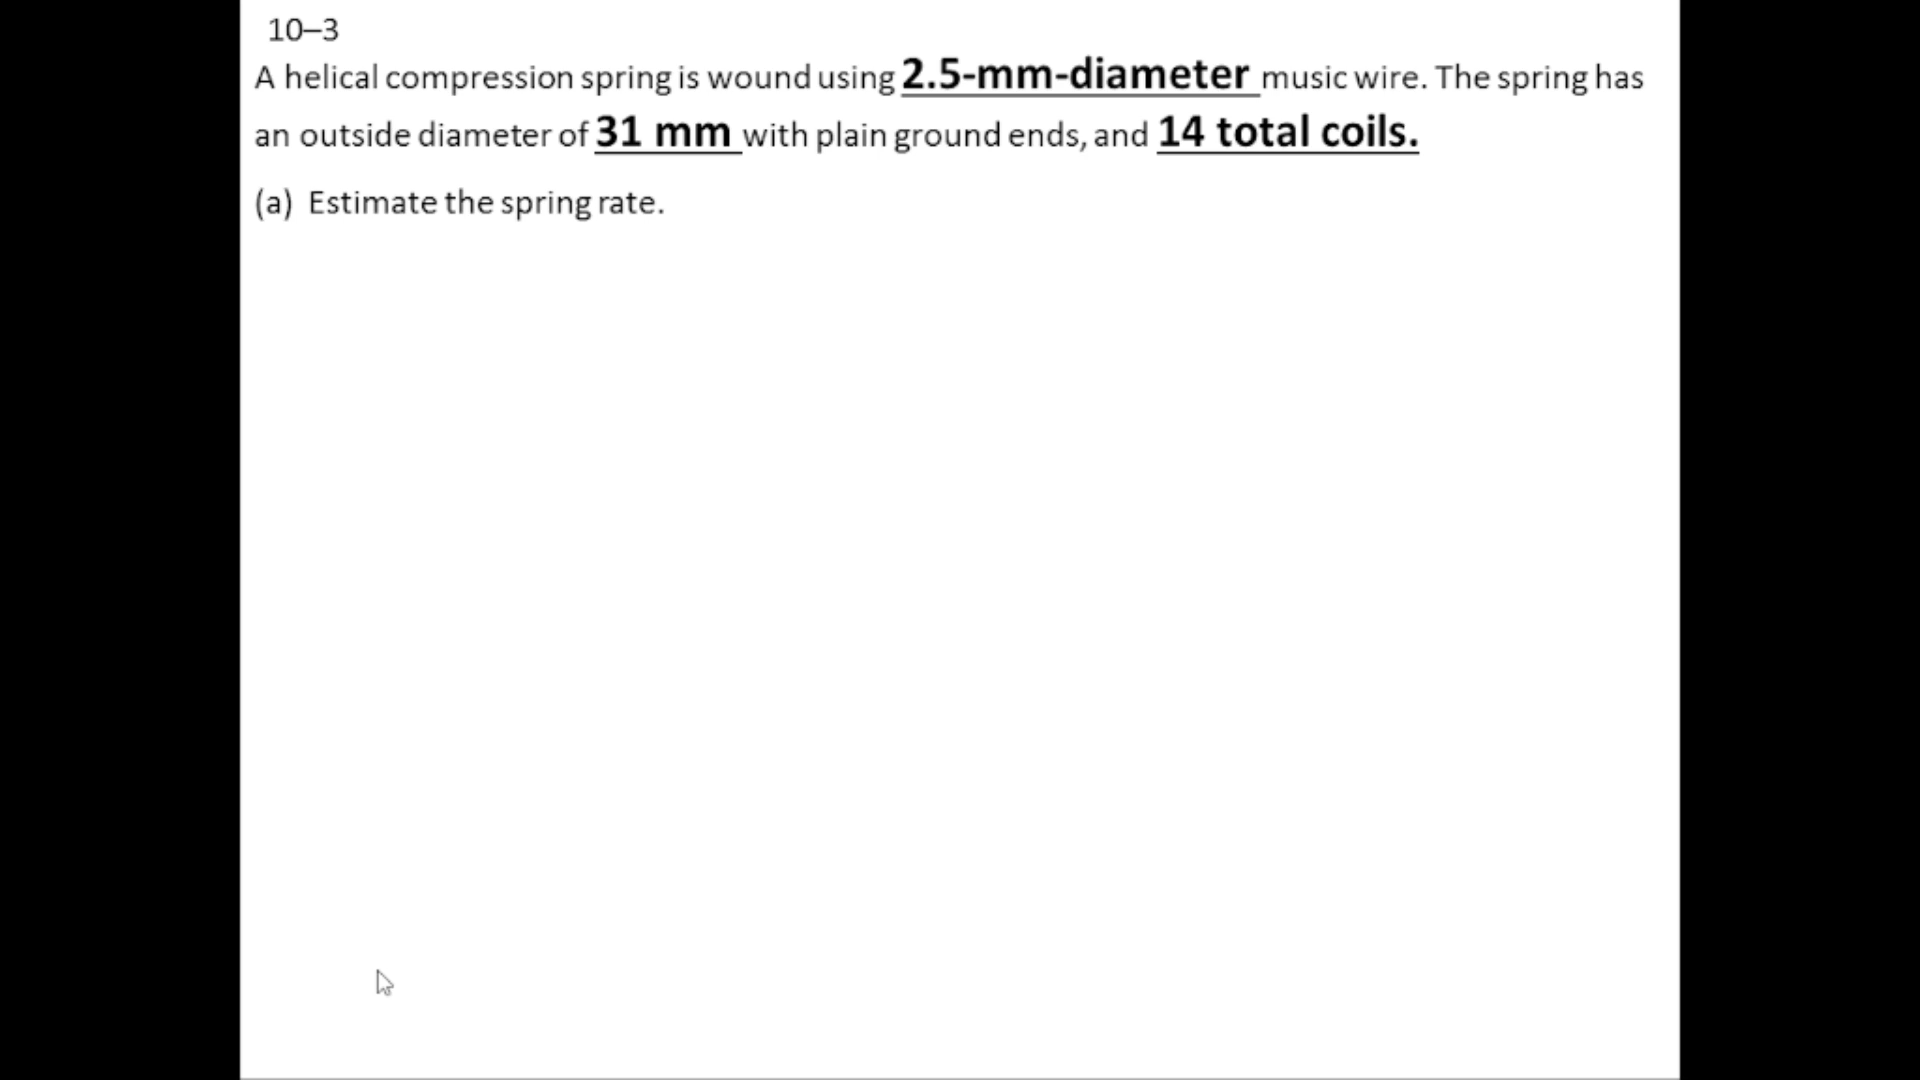 10–3
A helical compression spring is wound using 2.5-mm-diameter music wire. The spring has
an outside diameter of 31 mm with plain ground ends, and 14 total coils.
(a) Estimate the spring rate.